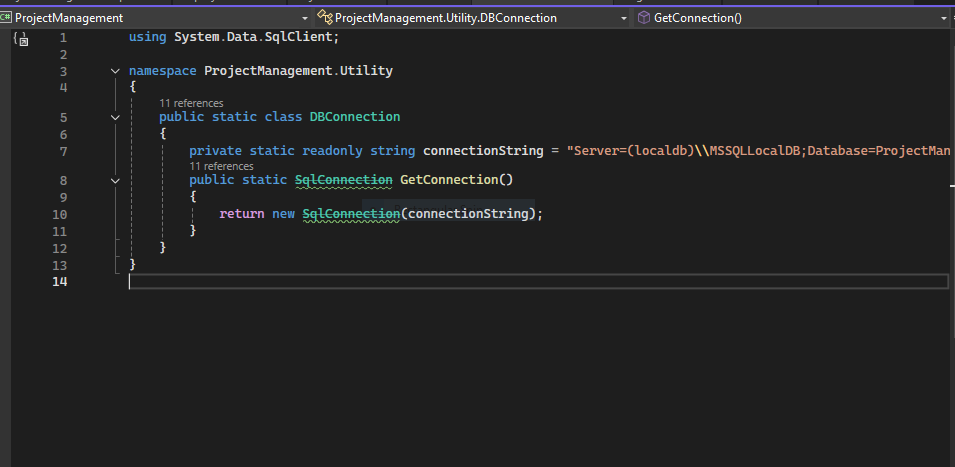 C# ProjectManagement
ProjectManagement.Utility.DBConnection
GetConnection()
1 using System.Data.SqlClient;
2
3 namespace ProjectManagement.Utility
4 {
11 references
5 public static class DBConnection
6 {
7 private static readonly string connectionString = "Server=(localdb)\\MSSQLLocalDB;Database=ProjectMan
11 references
8 public static SqlConnection GetConnection()
9 {
10 return new SqlConnection(connectionString);
11 }
12 }
13 }
14